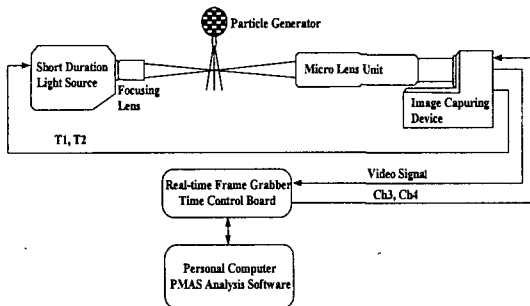 Particle Generator
Short Duration
Light Source
Focusing
Lens
Micro Lens Unit
Image Capuring
Device
T1, T2
Video Signal
Ch3, Ch4
Real-time Frame Grabber
Time Control Board
Personal Computer
PMAS Analysis Software